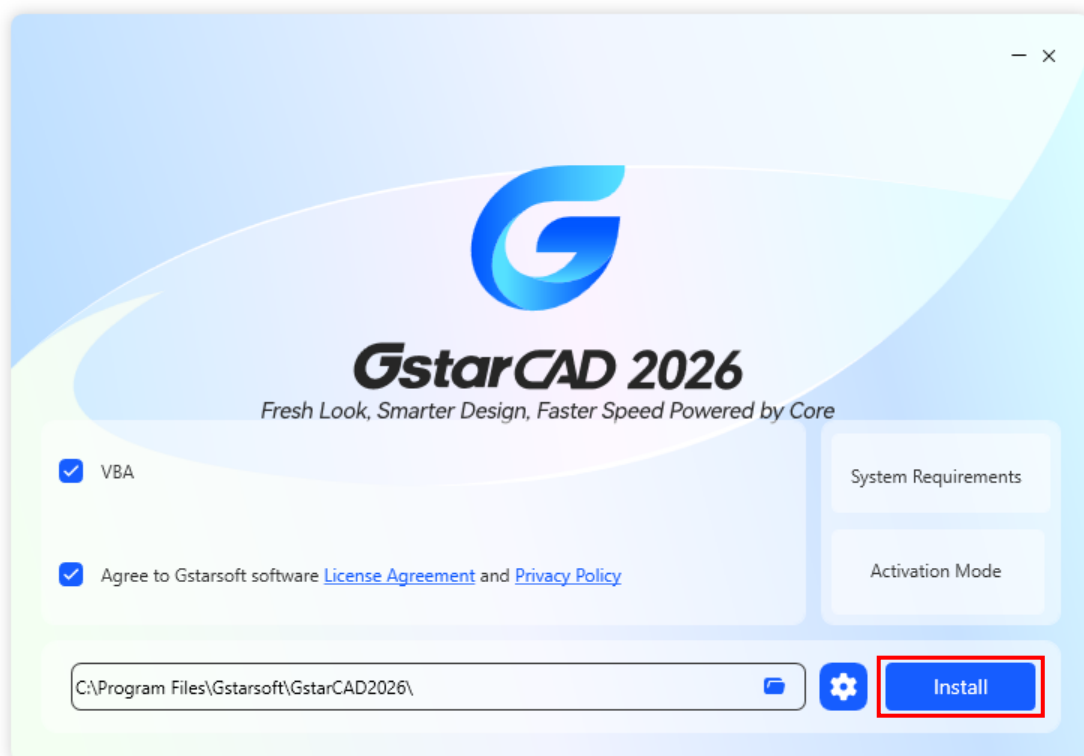 GstarCAD 2026
Fresh Look, Smarter Design, Faster Speed Powered by Core
VBA
System Requirements
Agree to Gstarsoft software License Agreement and Privacy Policy
Activation Mode
C:\Program Files\Gstarsoft\GstarCAD2026\
Install